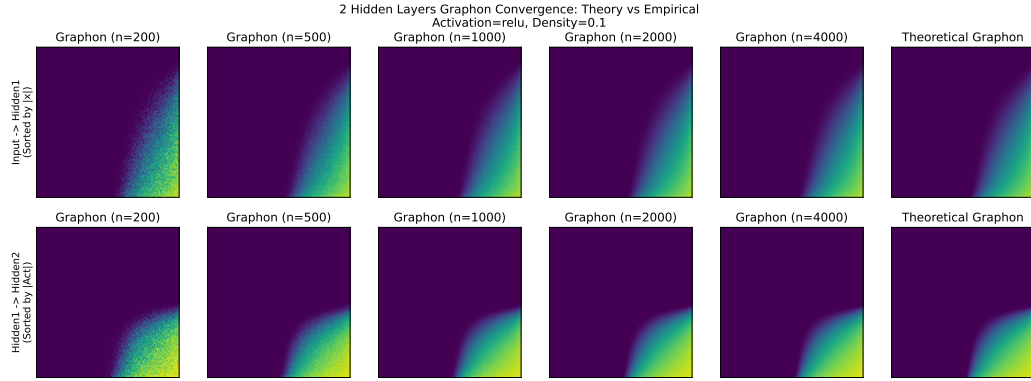 2 Hidden Layers Graphon Convergence: Theory vs Empirical
Activation=relu, Density=0.1
Graphon (n=200)
Graphon (n=500)
Graphon (n=1000)
Graphon (n=2000)
Graphon (n=4000)
Theoretical Graphon
Input -> Hidden1
(Sorted by |x|)
Graphon (n=200)
Graphon (n=500)
Graphon (n=1000)
Graphon (n=2000)
Graphon (n=4000)
Theoretical Graphon
Hidden1 -> Hidden2
(Sorted by |Act|)